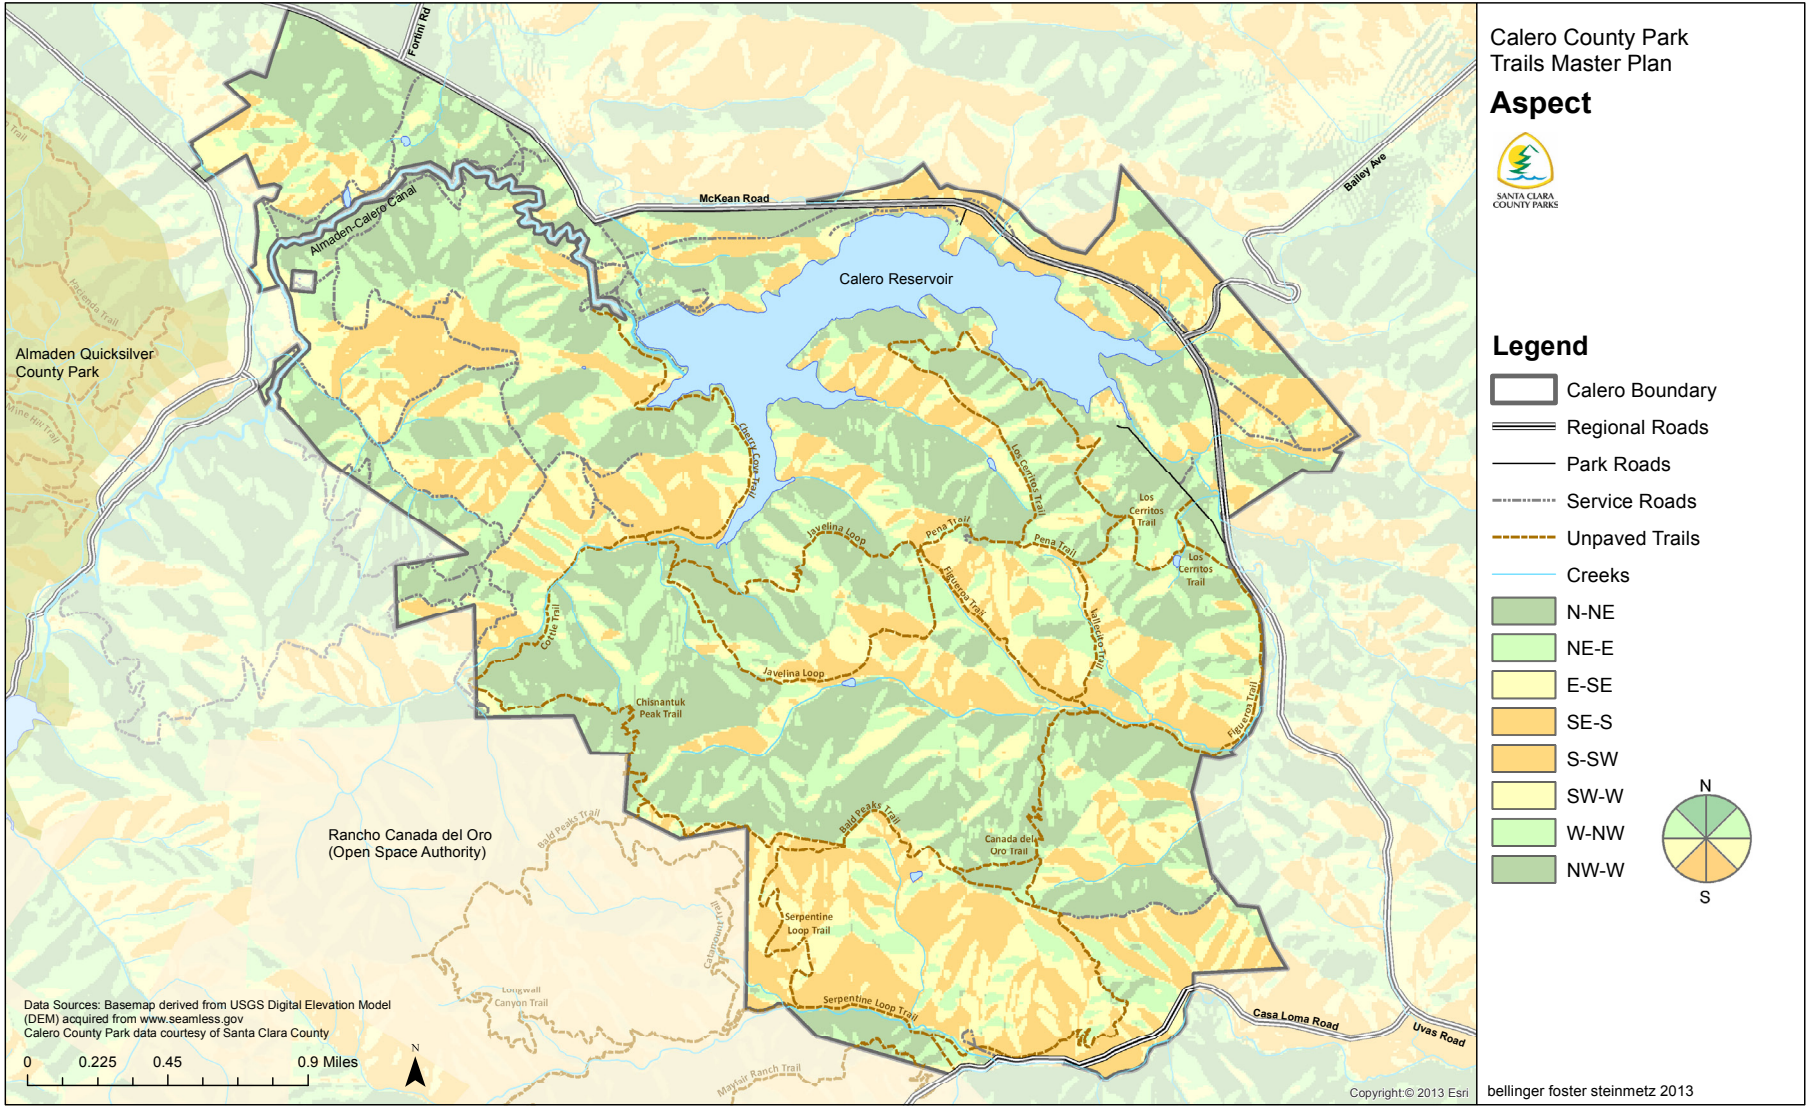 Calero County Park
Trails Master Plan
Aspect
SANTA CLARA
COUNTY PARKS
Legend
Calero Boundary
Regional Roads
Park Roads
Service Roads
Unpaved Trails
Creeks
N-NE
NE-E
E-SE
SE-S
S-SW
SW-W
W-NW
NW-W
N
S
bellinger foster steinmetz 2013
Fortini Rd
McKean Road
Bailey Ave
Almaden-Calero Canal
Calero Reservoir
Hacienda Trail
Trail
Almaden Quicksilver
County Park
Mine Hill Trail
Cherry Cove Trail
Los Cerritos Trail
Los
Cerritos
Trail
Javelina Loop
Pena Trail
Pena Trail
Los
Cerritos
Trail
Figueroa Trail
Vallecito Trail
Cottle Trail
Javelina Loop
Chisnantuk
Peak Trail
Figueros Trail
Bald Peaks Trail
Bald Peaks Trail
Canada del
Oro Trail
Rancho Canada del Oro
(Open Space Authority)
Serpentine
Loop Trail
Catamount Trail
Longwall
Canyon Trail
Serpentine Loop Trail
Casa Loma Road
Uvas Road
Mayfair Ranch Trail
Data Sources: Basemap derived from USGS Digital Elevation Model
(DEM) acquired from www.seamless.gov
Calero County Park data courtesy of Santa Clara County
0 0.225 0.45 0.9 Miles
N
Copyright:© 2013 Esri